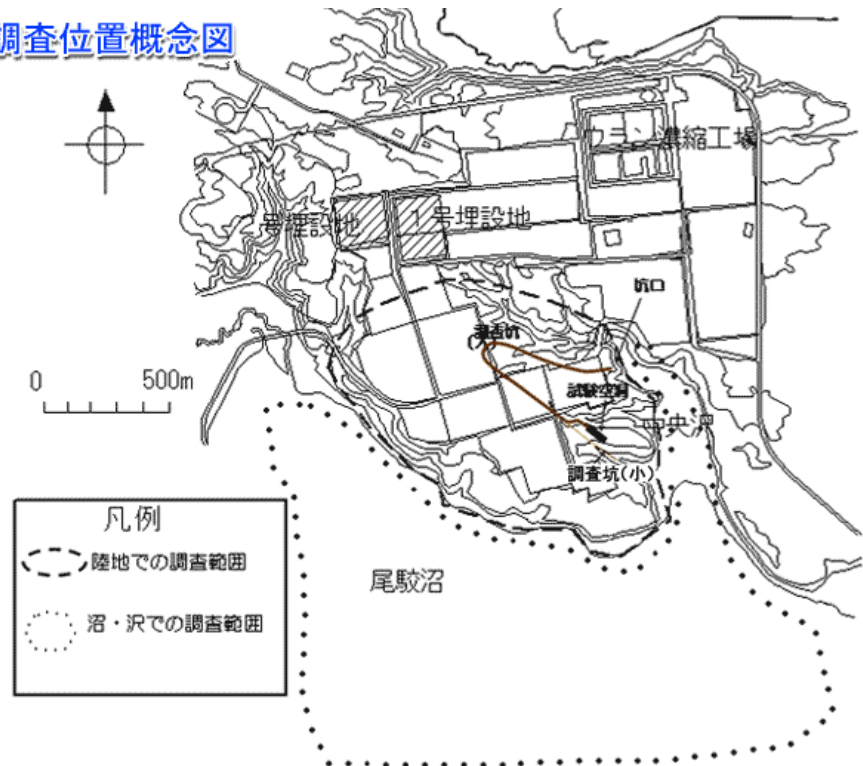 調査位置概念図
ウラン濃縮工場
号埋設地
1号埋設地
坑口
調査坑
(大)
0
500m
試験空洞
中央沢
調査坑(小)
凡例
陸地での調査範囲
沼・沢での調査範囲
尾駮沼